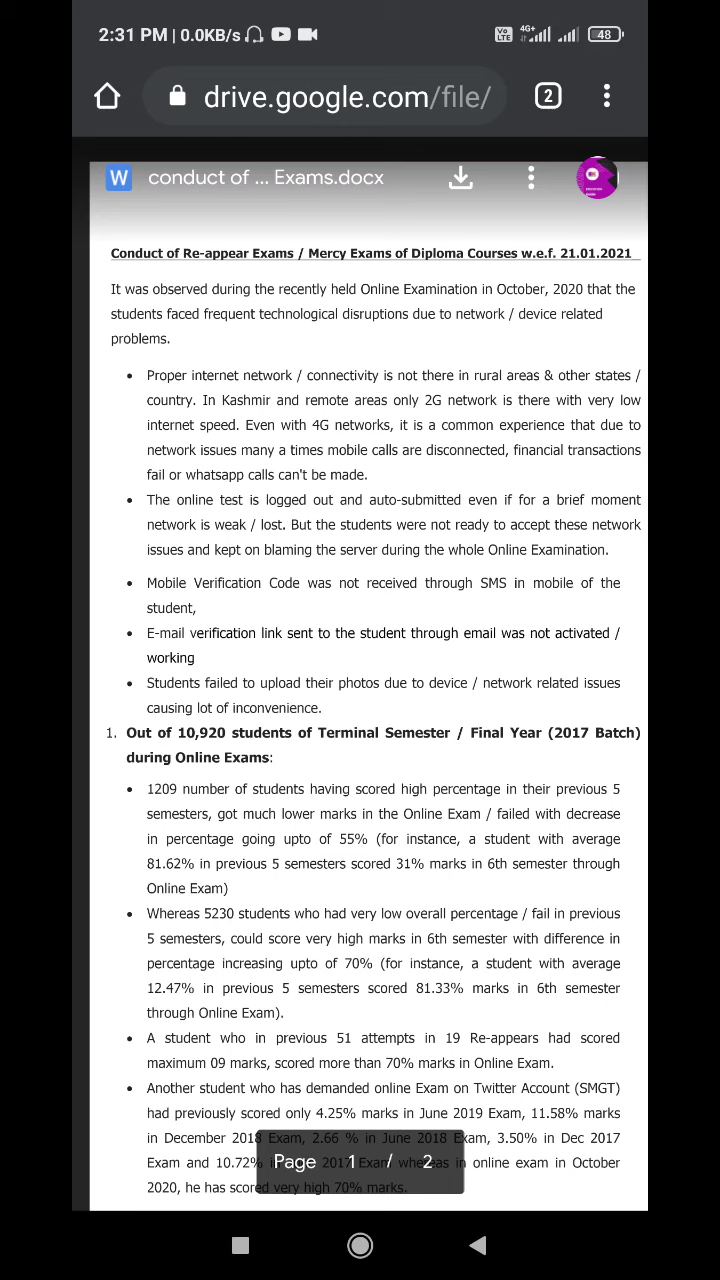 2:31 PM | 0.0KB/s
Vo LTE 4G+ 48
drive.google.com/file/ 2
W conduct of ... Exams.docx
Conduct of Re-appear Exams / Mercy Exams of Diploma Courses w.e.f. 21.01.2021
It was observed during the recently held Online Examination in October, 2020 that the
students faced frequent technological disruptions due to network / device related
problems.
• Proper internet network / connectivity is not there in rural areas & other states /
country. In Kashmir and remote areas only 2G network is there with very low
internet speed. Even with 4G networks, it is a common experience that due to
network issues many a times mobile calls are disconnected, financial transactions
fail or whatsapp calls can't be made.
• The online test is logged out and auto-submitted even if for a brief moment
network is weak / lost. But the students were not ready to accept these network
issues and kept on blaming the server during the whole Online Examination.
• Mobile Verification Code was not received through SMS in mobile of the
student,
• E-mail verification link sent to the student through email was not activated /
working
• Students failed to upload their photos due to device / network related issues
causing lot of inconvenience.
1. Out of 10,920 students of Terminal Semester / Final Year (2017 Batch)
during Online Exams:
• 1209 number of students having scored high percentage in their previous 5
semesters, got much lower marks in the Online Exam / failed with decrease
in percentage going upto of 55% (for instance, a student with average
81.62% in previous 5 semesters scored 31% marks in 6th semester through
Online Exam)
• Whereas 5230 students who had very low overall percentage / fail in previous
5 semesters, could score very high marks in 6th semester with difference in
percentage increasing upto of 70% (for instance, a student with average
12.47% in previous 5 semesters scored 81.33% marks in 6th semester
through Online Exam).
• A student who in previous 51 attempts in 19 Re-appears had scored
maximum 09 marks, scored more than 70% marks in Online Exam.
• Another student who has demanded online Exam on Twitter Account (SMGT)
had previously scored only 4.25% marks in June 2019 Exam, 11.58% marks
in December 2018 Exam, 2.66 % in June 2018 Exam, 3.50% in Dec 2017
Exam and 10.72% 2017 Exam whereas in online exam in October
2020, he has scored very high 70% marks.
Page 1 / 2